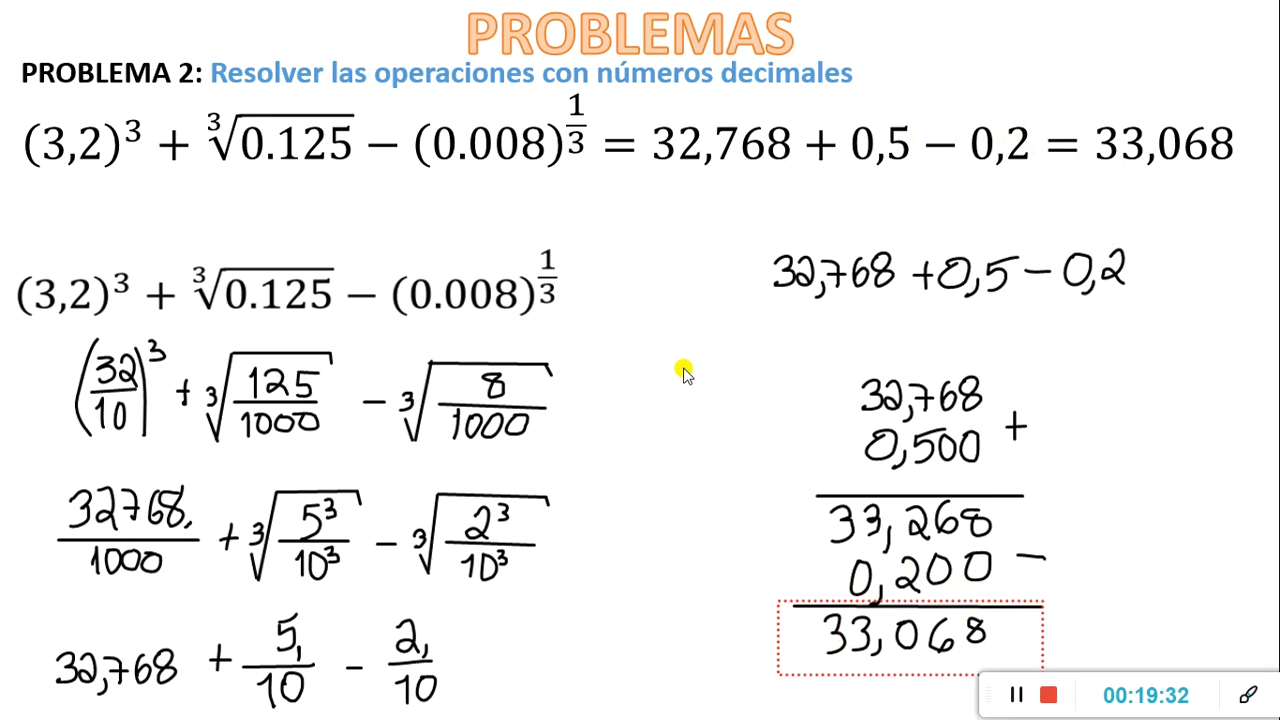 PROBLEMAS
PROBLEMA 2: Resolver las operaciones con números decimales
(3,2)³ + ∛0.125 − (0.008)^(1/3) = 32,768 + 0,5 − 0,2 = 33,068
(3,2)³ + ∛0.125 − (0.008)^(1/3)
(32/10)³ + ∛(125/1000) − ∛(8/1000)
32768,/1000 + ∛(5³/10³) − ∛(2³/10³)
32,768 + 5,/10 − 2,/10
32,768 + 0,5 − 0,2
32,768
0,500 +
33,268
0,200 −
33,068
00:19:32